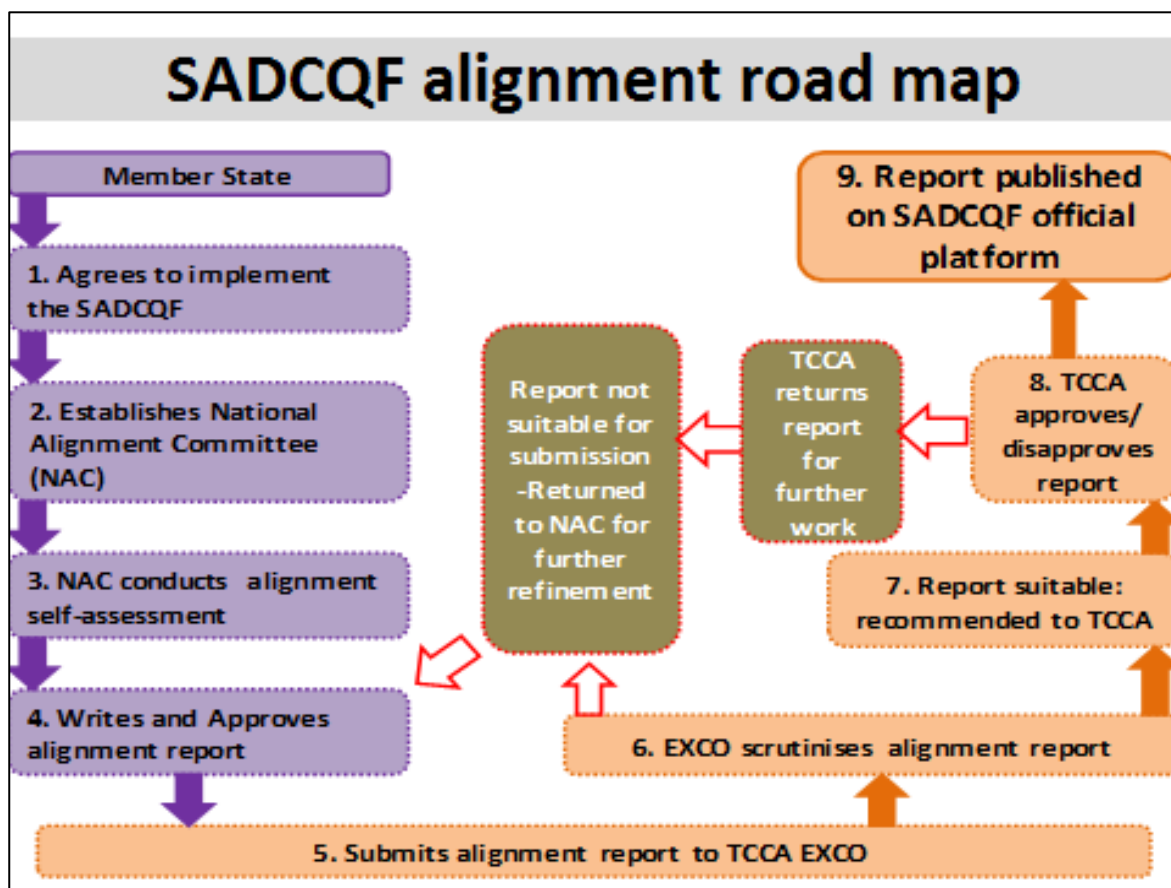 SADCQF alignment road map
Member State
1. Agrees to implement
the SADCQF
2. Establishes National
Alignment Committee
(NAC)
3. NAC conducts alignment
self-assessment
4. Writes and Approves
alignment report
5. Submits alignment report to TCCA EXCO
6. EXCO scrutinises alignment report
7. Report suitable:
recommended to TCCA
8. TCCA
approves/
disapproves
report
9. Report published
on SADCQF official
platform
TCCA
returns
report
for
further
work
Report not
suitable for
submission
-Returned
to NAC for
further
refinement